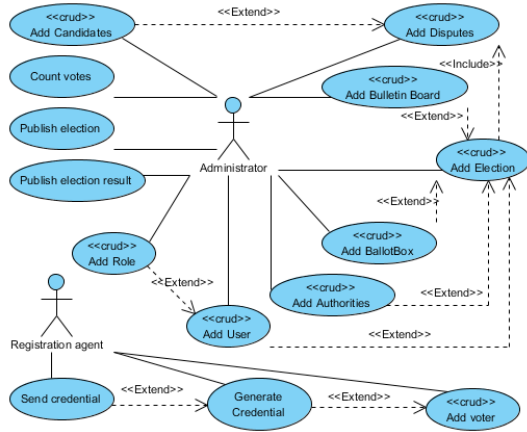 <<crud>>
Add Candidates
<<Extend>>
<<crud>>
Add Disputes
Count votes
<<Include>>
<<crud>>
Add Bulletin Board
<<Extend>>
Publish election
Administrator
<<crud>>
Add Election
Publish election result
<<Extend>>
<<crud>>
Add BallotBox
<<crud>>
Add Role
<<Extend>>
<<crud>>
Add Authorities
<<Extend>>
<<crud>>
Add User
<<Extend>>
Registration agent
Send credential
<<Extend>>
Generate
Credential
<<Extend>>
<<crud>>
Add voter